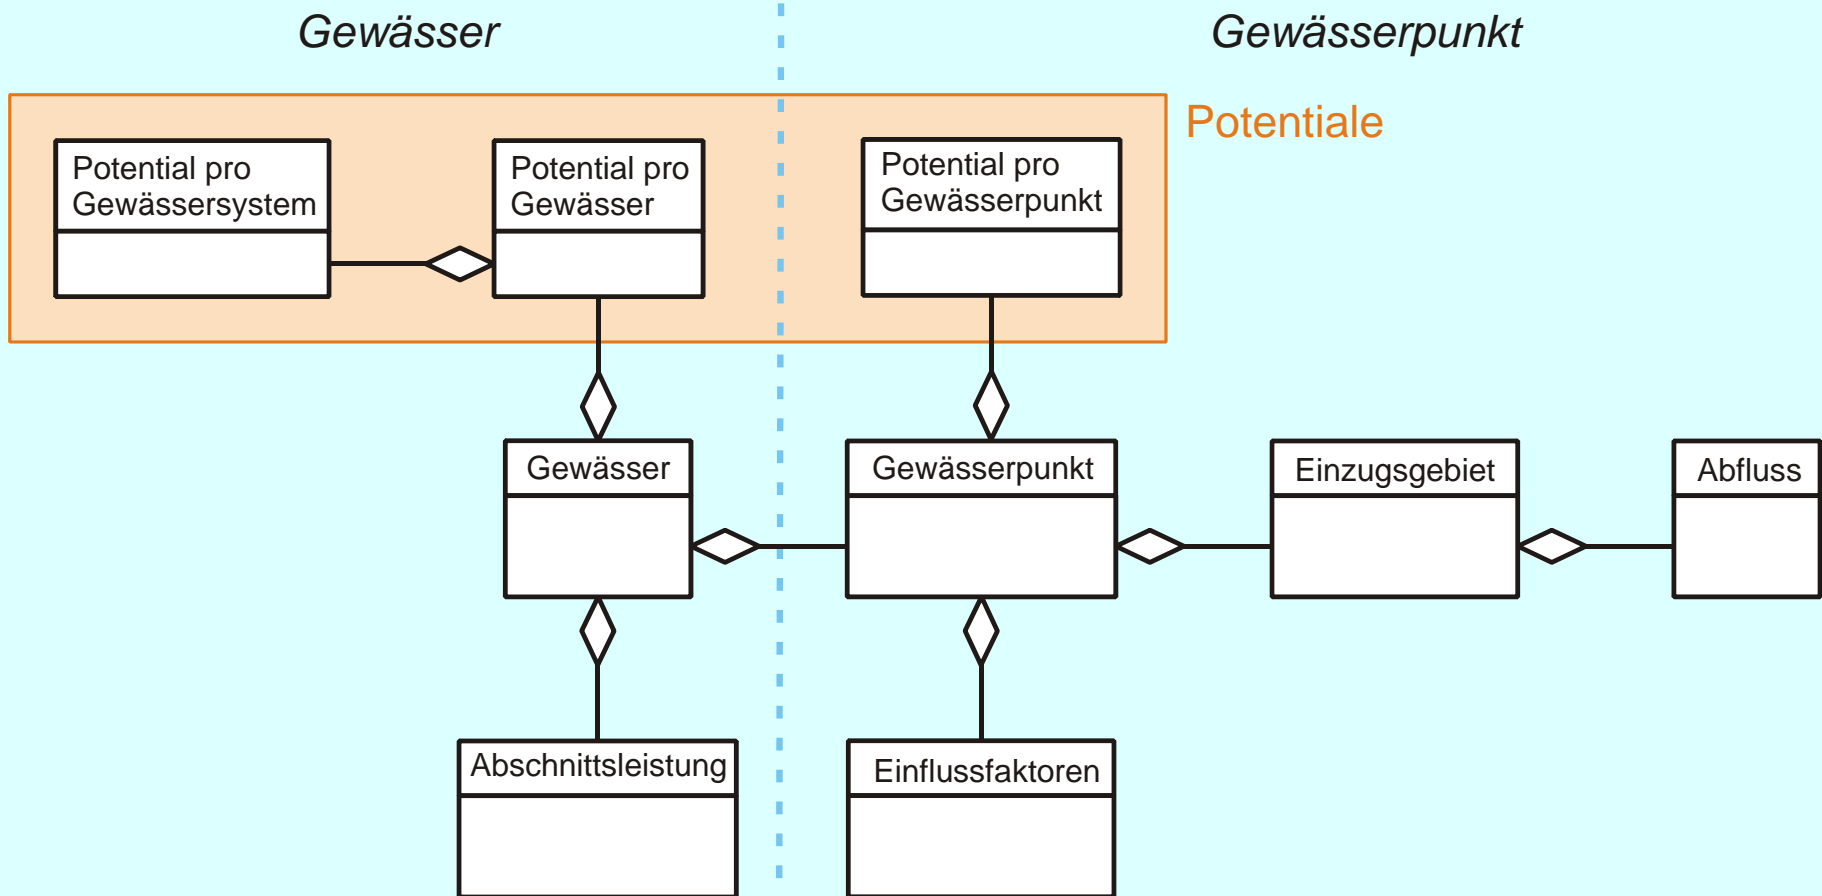 Gewässer
Gewässerpunkt
Potentiale
Potential pro
Gewässersystem
Potential pro
Gewässer
Potential pro
Gewässerpunkt
Gewässer
Gewässerpunkt
Einzugsgebiet
Abfluss
Abschnittsleistung
Einflussfaktoren